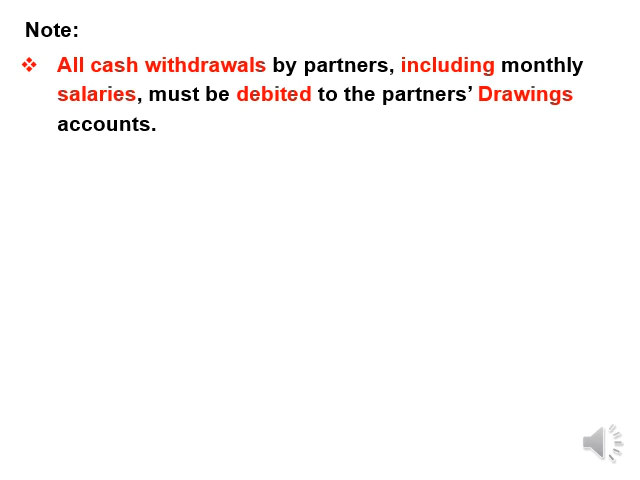 Note:
❖ All cash withdrawals by partners, including monthly
salaries, must be debited to the partners’ Drawings
accounts.